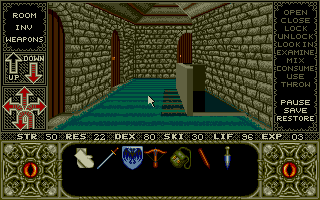 ROOM
INV
WEAPONS
UP
DOWN
OPEN
CLOSE
LOCK
UNLOCK
LOOK IN
EXAMINE
MIX
CONSUME
USE
THROW
PAUSE
SAVE
RESTORE
STR 50 RES 22 DEX 80 SKI 30 LIF 36 EXP 03